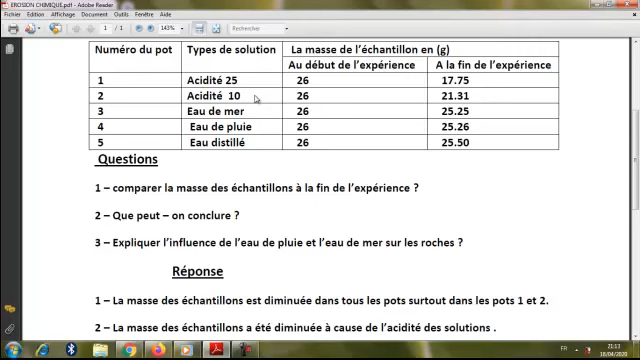 EROSION CHIMIQUE.pdf - Adobe Reader
Fichier Edition Affichage Document Outils Fenêtre Aide
1 / 1 143% Rechercher
Numéro du pot Types de solution La masse de l'échantillon en (g)
Au début de l'expérience A la fin de l'expérience
1 Acidité 25 26 17.75
2 Acidité 10 26 21.31
3 Eau de mer 26 25.25
4 Eau de pluie 26 25.26
5 Eau distillé 26 25.50
Questions
1 – comparer la masse des échantillons à la fin de l'expérience ?
2 – Que peut – on conclure ?
3 – Expliquer l'influence de l'eau de pluie et l'eau de mer sur les roches ?
Réponse
1 – La masse des échantillons est diminuée dans tous les pots surtout dans les pots 1 et 2.
2 – La masse des échantillons a été diminuée à cause de l'acidité des solutions .
FR 21:13
18/04/2020